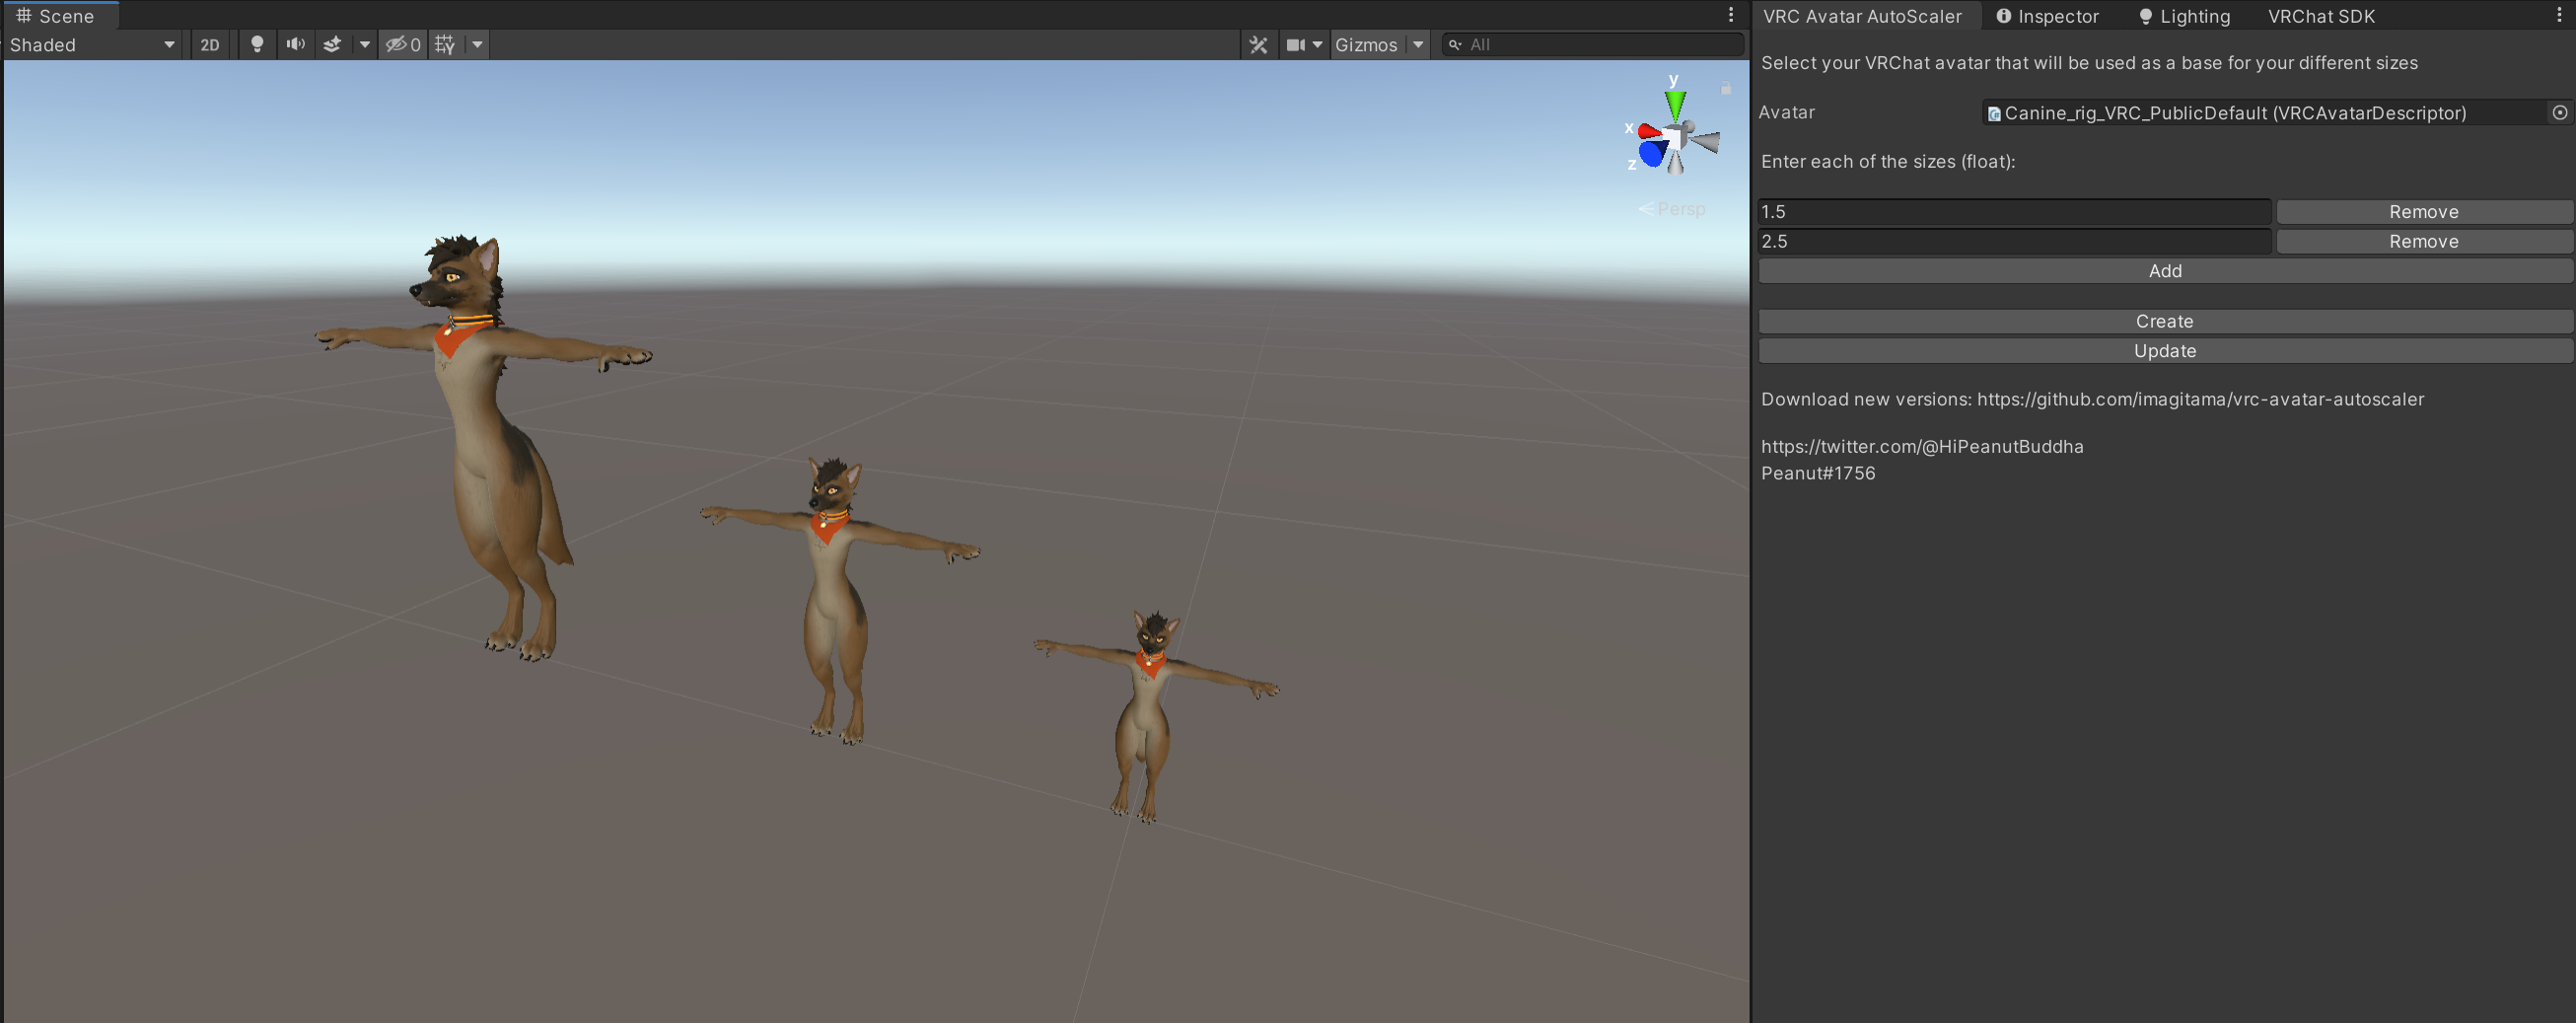 Scene
Shaded 2D 0 Gizmos All
y
x
z
Persp
VRC Avatar AutoScaler Inspector Lighting VRChat SDK
Select your VRChat avatar that will be used as a base for your different sizes
Avatar Canine_rig_VRC_PublicDefault (VRCAvatarDescriptor)
Enter each of the sizes (float):
1.5 Remove
2.5 Remove
Add
Create
Update
Download new versions: https://github.com/imagitama/vrc-avatar-autoscaler
https://twitter.com/@HiPeanutBuddha
Peanut#1756